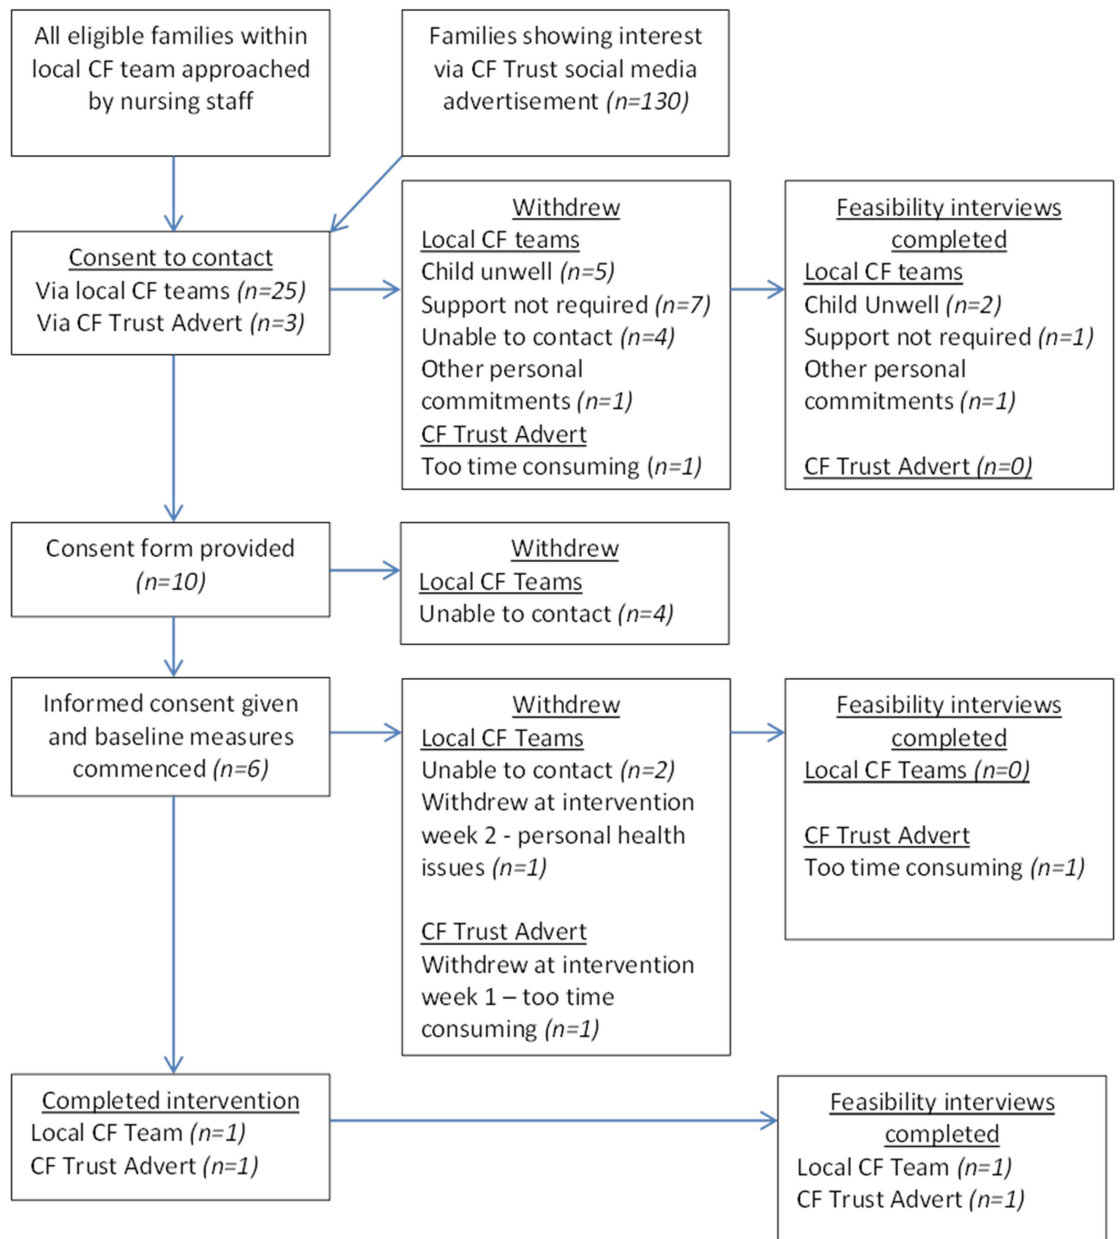 All eligible families within
local CF team approached
by nursing staff
Families showing interest
via CF Trust social media
advertisement (n=130)
Consent to contact
Via local CF teams (n=25)
Via CF Trust Advert (n=3)
Withdrew
Local CF teams
Child unwell (n=5)
Support not required (n=7)
Unable to contact (n=4)
Other personal
commitments (n=1)
CF Trust Advert
Too time consuming (n=1)
Feasibility interviews
completed
Local CF teams
Child Unwell (n=2)
Support not required (n=1)
Other personal
commitments (n=1)
CF Trust Advert (n=0)
Consent form provided
(n=10)
Withdrew
Local CF Teams
Unable to contact (n=4)
Informed consent given
and baseline measures
commenced (n=6)
Withdrew
Local CF Teams
Unable to contact (n=2)
Withdrew at intervention
week 2 - personal health
issues (n=1)
CF Trust Advert
Withdrew at intervention
week 1 – too time
consuming (n=1)
Feasibility interviews
completed
Local CF Teams (n=0)
CF Trust Advert
Too time consuming (n=1)
Completed intervention
Local CF Team (n=1)
CF Trust Advert (n=1)
Feasibility interviews
completed
Local CF Team (n=1)
CF Trust Advert (n=1)